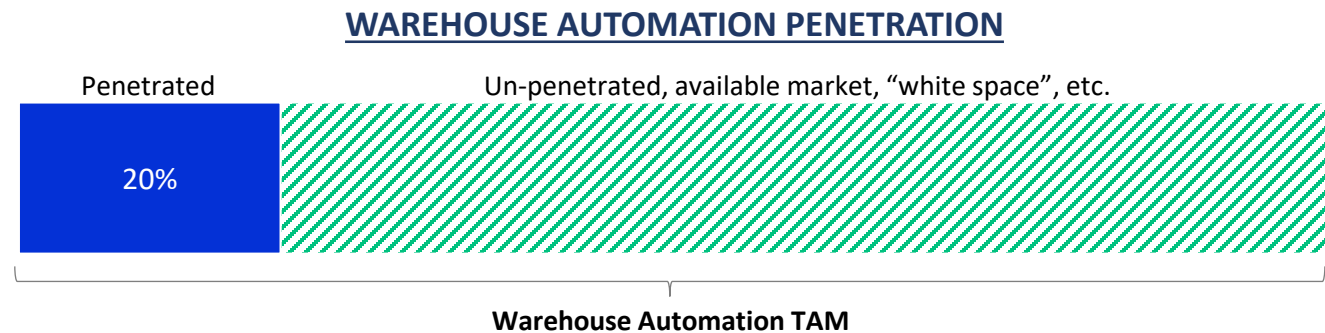 WAREHOUSE AUTOMATION PENETRATION
Penetrated
Un-penetrated, available market, “white space”, etc.
20%
Warehouse Automation TAM